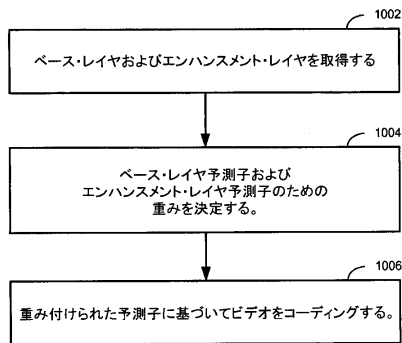 1002
ベース・レイヤおよびエンハンスメント・レイヤを取得する
1004
ベース・レイヤ予測子および
エンハンスメント・レイヤ予測子のための
重みを決定する。
1006
重み付けられた予測子に基づいてビデオをコーディングする。